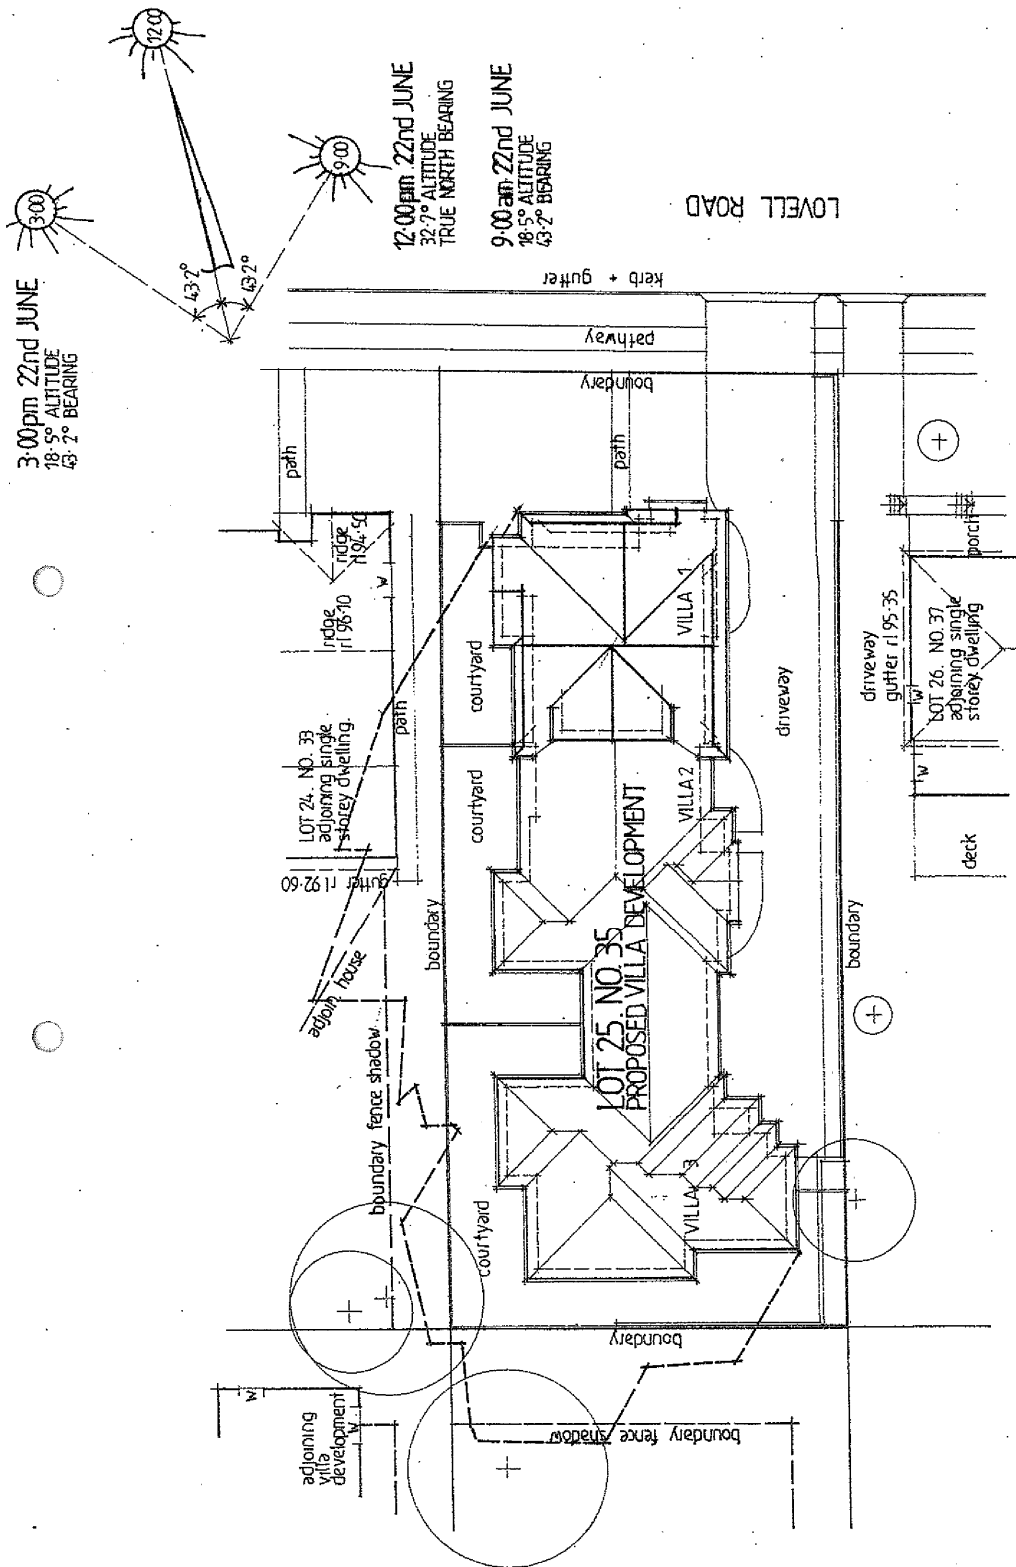 12:00
3:00
9:00
43·2°
43·2°
3:00pm 22nd JUNE
18·5° ALTITUDE
43·2° BEARING
12:00pm 22nd JUNE
32·7° ALTITUDE
TRUE NORTH BEARING
9:00am 22nd JUNE
18·5° ALTITUDE
43·2° BEARING
LOVELL ROAD
kerb + gutter
pathway
boundary
path
path
ridge
rl 94·50
w
ridge
rl 96·10
path
LOT 24. NO. 33
adjoining single
storey dwelling.
gutter rl 92·60
adjoin house
boundary fence shadow
boundary
courtyard
courtyard
courtyard
VILLA 1
VILLA 2
VILLA 3
LOT 25. NO. 35
PROPOSED VILLA DEVELOPMENT
driveway
driveway
gutter rl 95·35
porch
LOT 26. NO. 37
adjoining single
storey dwelling
w
w
deck
boundary
boundary
boundary fence shadow
adjoining
villa
development
w
w